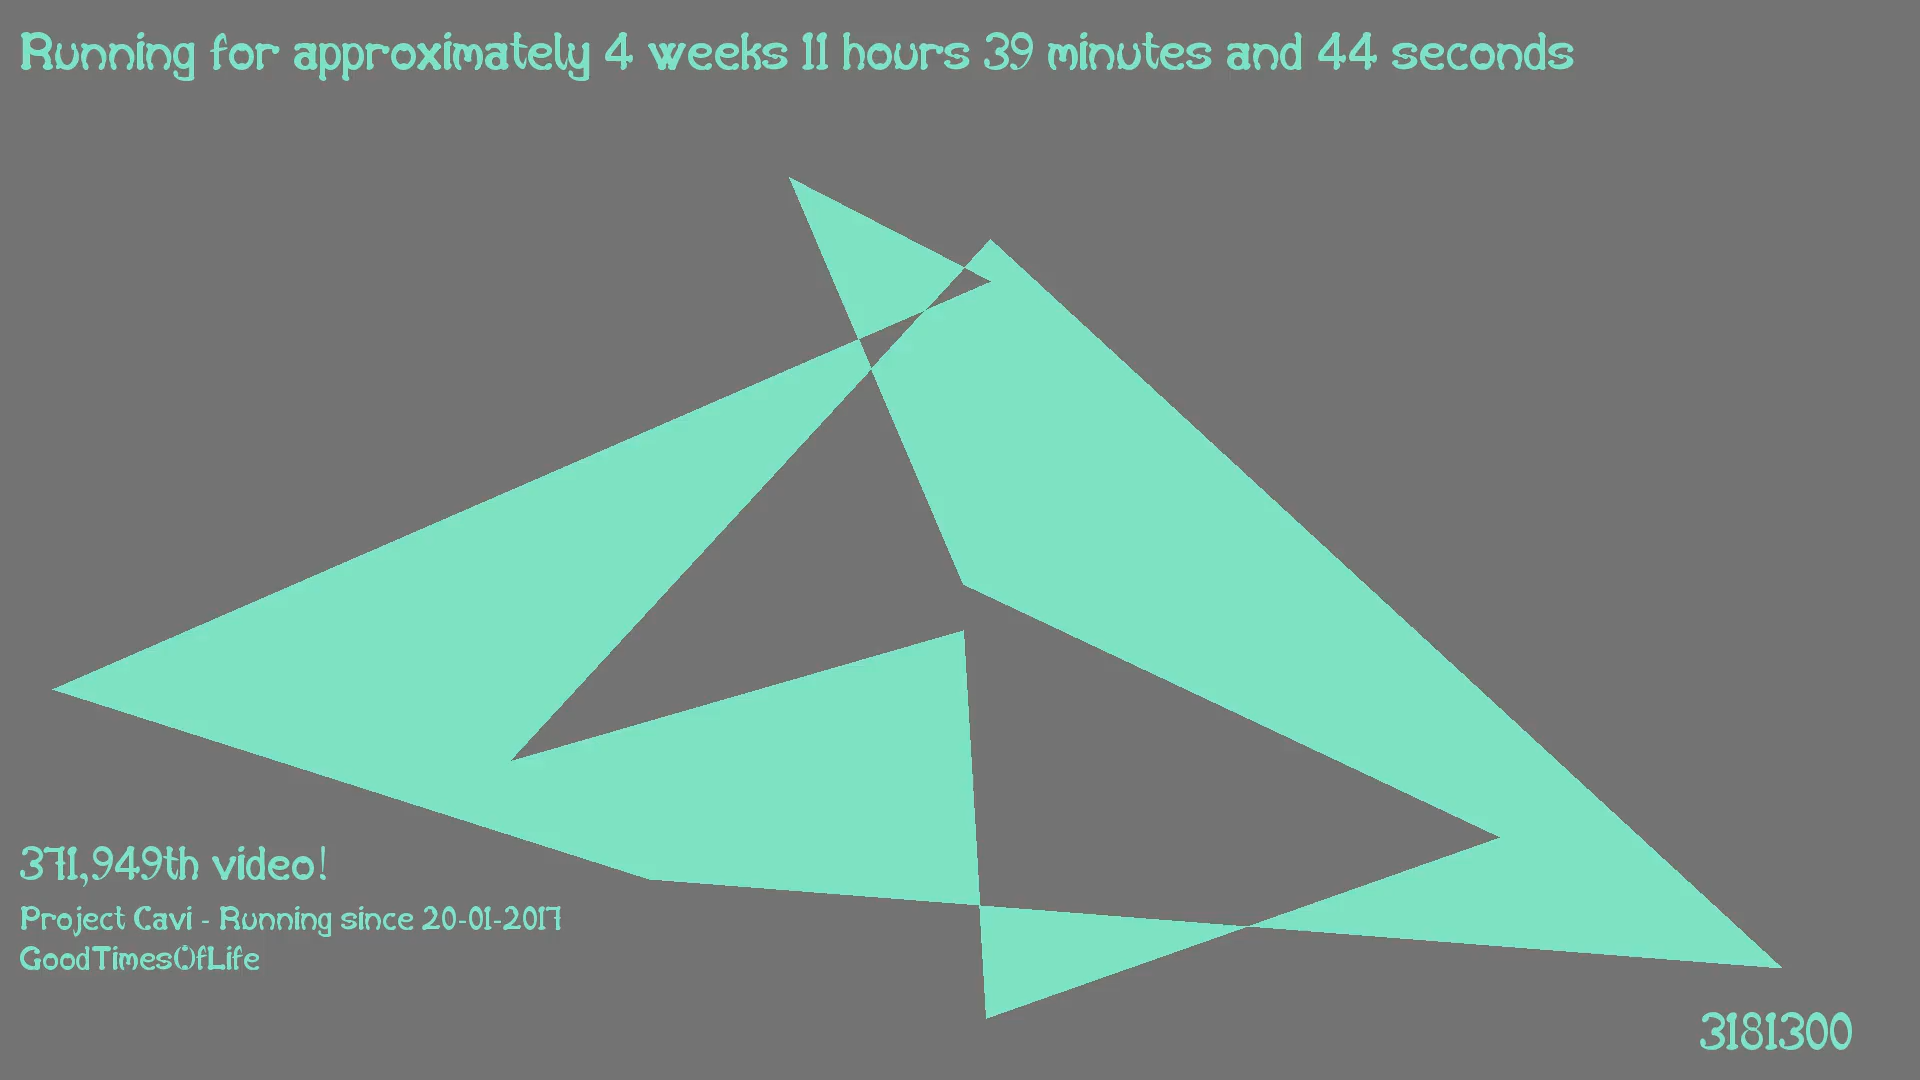 Running for approximately 4 weeks 11 hours 39 minutes and 44 seconds
371,949th video!
Project Cavi - Running since 20-01-2017
GoodTimesOfLife
3181300